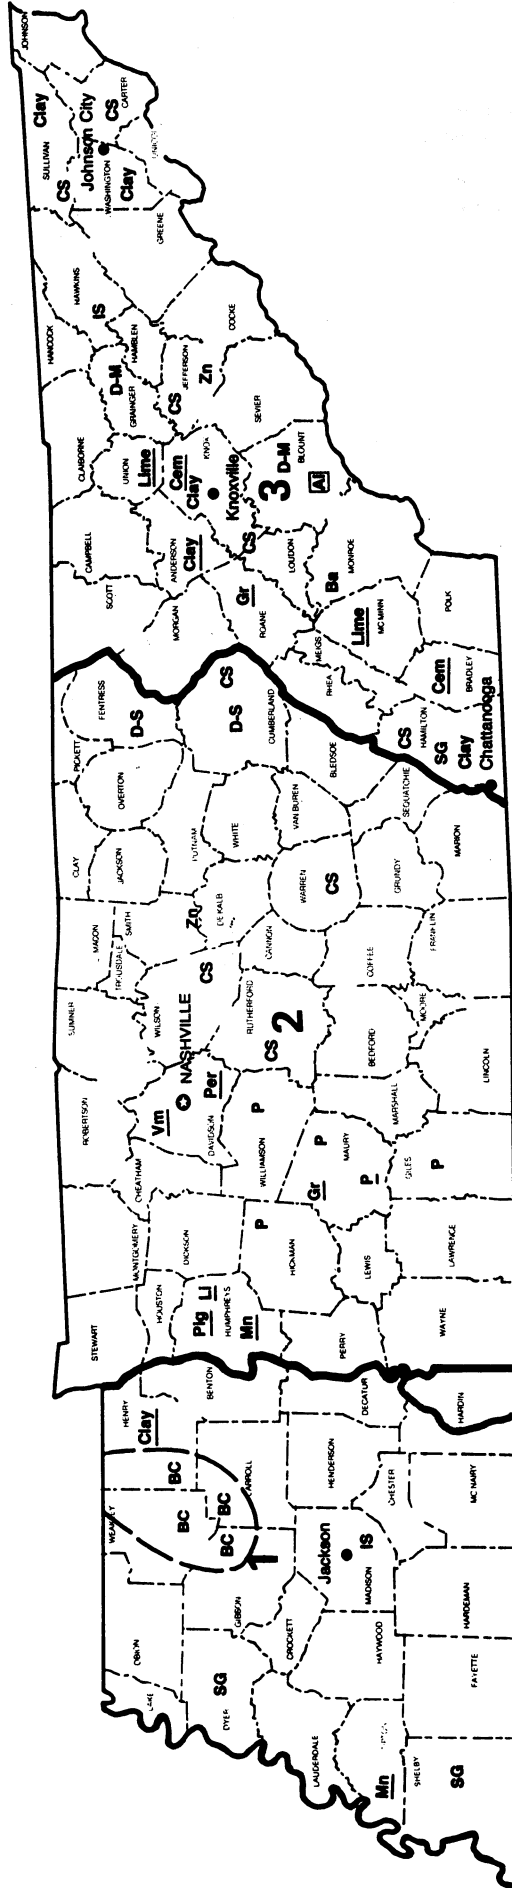 LAKE
OBION
WEAKLEY
HENRY
Clay
BC
BC
BC
BC
DYER
SG
GIBSON
CARROLL
BENTON
1
LAUDERDALE
CROCKETT
HAYWOOD
MADISON
Jackson
IS
HENDERSON
DECATUR
CHESTER
Mn
SHELBY
SG
FAYETTE
HARDEMAN
MC NAIRY
HARDIN
STEWART
MONTGOMERY
HOUSTON
DICKSON
HUMPHREYS
Pig
Li
Mn
HICKMAN
P
PERRY
LEWIS
WAYNE
LAWRENCE
ROBERTSON
CHEATHAM
Vm
NASHVILLE
DAVIDSON
Per
WILLIAMSON
P
MAURY
P
Gr
P
GILES
P
MARSHALL
SUMNER
TROUSDALE
MACON
SMITH
WILSON
CS
RUTHERFORD
CS
2
BEDFORD
MOORE
LINCOLN
CLAY
JACKSON
PUTNAM
Zn
DE KALB
CANNON
WARREN
CS
COFFEE
FRANKLIN
GRUNDY
MARION
PICKETT
OVERTON
FENTRESS
D-S
WHITE
VAN BUREN
CUMBERLAND
D-S
CS
BLEDSOE
SEQUATCHIE
SCOTT
CAMPBELL
MORGAN
ANDERSON
Clay
ROANE
Gr
CS
RHEA
MEIGS
LOUDON
MONROE
Ba
MC MINN
Lime
POLK
BRADLEY
Cem
HAMILTON
CS
SG
Clay
Chattanooga
CLAIBORNE
UNION
Lime
Cem
Clay
KNOX
Knoxville
3
D-M
BLOUNT
Al
HANCOCK
HAWKINS
IS
GRAINGER
D-M
HAMBLEN
CS
JEFFERSON
Zn
SEVIER
COCKE
GREENE
SULLIVAN
Clay
CS
WASHINGTON
Clay
Johnson City
CS
CARTER
JOHNSON